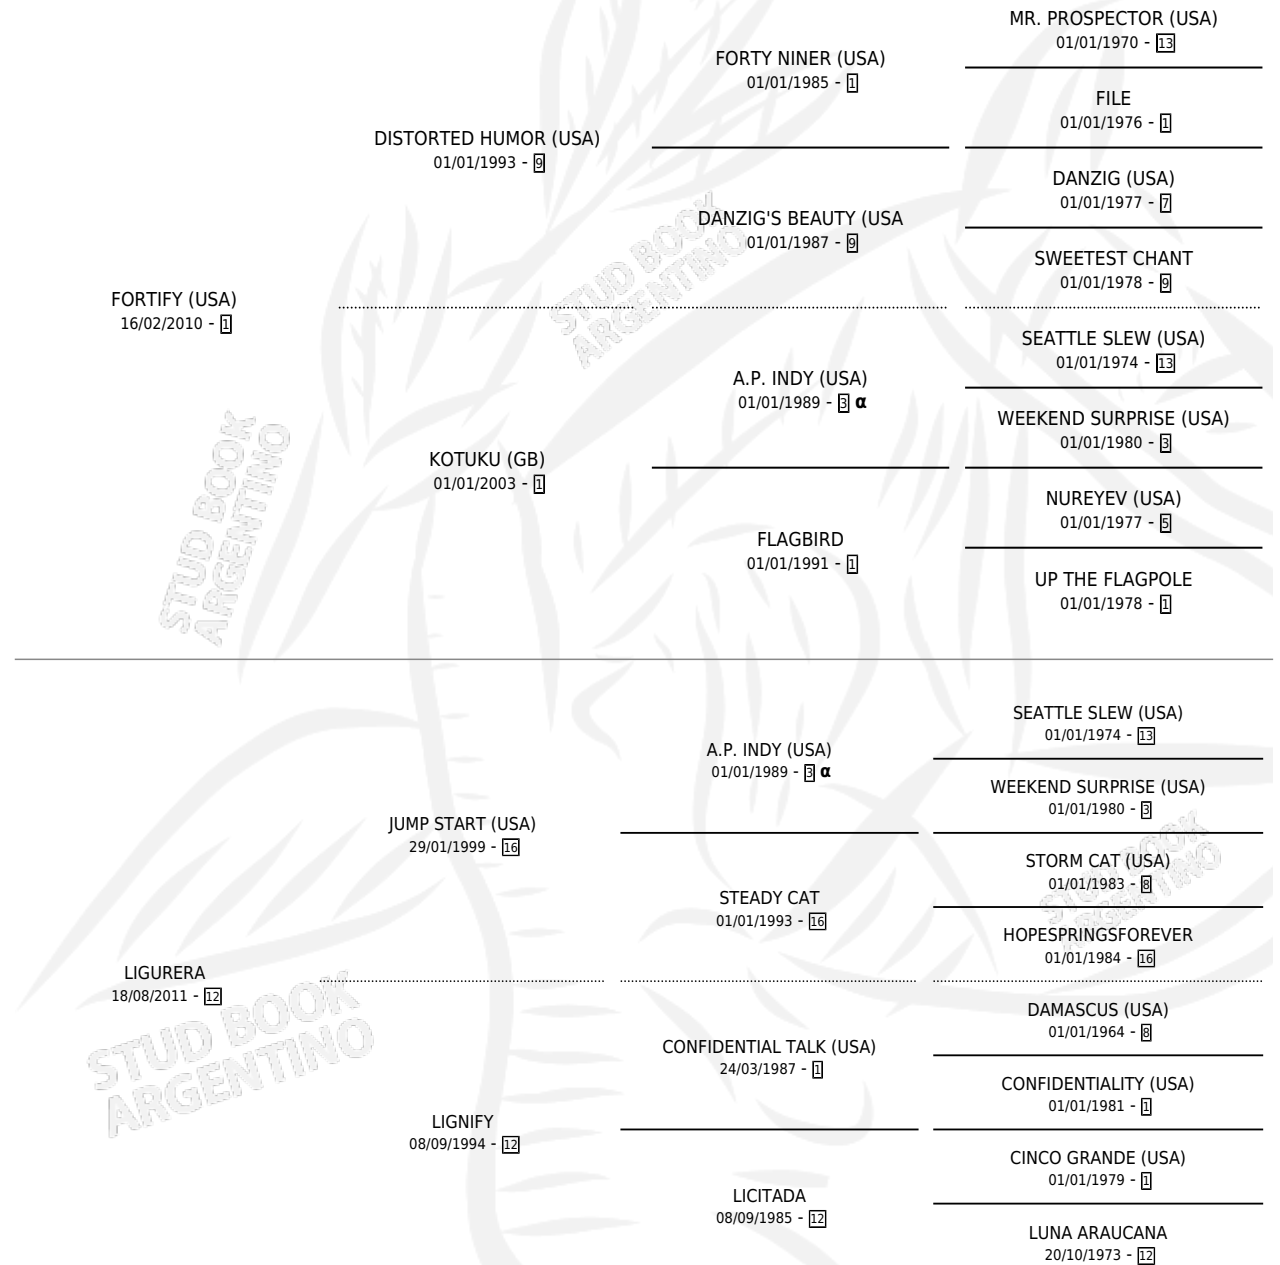 MR. PROSPECTOR (USA)
01/01/1970 - 13
FORTY NINER (USA)
01/01/1985 - 1
FILE
01/01/1976 - 1
DISTORTED HUMOR (USA)
01/01/1993 - 9
DANZIG (USA)
01/01/1977 - 7
DANZIG'S BEAUTY (USA
01/01/1987 - 9
SWEETEST CHANT
01/01/1978 - 9
FORTIFY (USA)
16/02/2010 - 1
SEATTLE SLEW (USA)
01/01/1974 - 13
A.P. INDY (USA)
01/01/1989 - 3 α
WEEKEND SURPRISE (USA)
01/01/1980 - 3
KOTUKU (GB)
01/01/2003 - 1
NUREYEV (USA)
01/01/1977 - 5
FLAGBIRD
01/01/1991 - 1
UP THE FLAGPOLE
01/01/1978 - 1
SEATTLE SLEW (USA)
01/01/1974 - 13
A.P. INDY (USA)
01/01/1989 - 3 α
WEEKEND SURPRISE (USA)
01/01/1980 - 3
JUMP START (USA)
29/01/1999 - 16
STORM CAT (USA)
01/01/1983 - 8
STEADY CAT
01/01/1993 - 16
HOPESPRINGSFOREVER
01/01/1984 - 16
LIGURERA
18/08/2011 - 12
DAMASCUS (USA)
01/01/1964 - 8
CONFIDENTIAL TALK (USA)
24/03/1987 - 1
CONFIDENTIALITY (USA)
01/01/1981 - 1
LIGNIFY
08/09/1994 - 12
CINCO GRANDE (USA)
01/01/1979 - 1
LICITADA
08/09/1985 - 12
LUNA ARAUCANA
20/10/1973 - 12
STUD BOOK
ARGENTINO
STUD BOOK
ARGENTINO
STUD BOOK
ARGENTINO
STUD BOOK
ARGENTINO